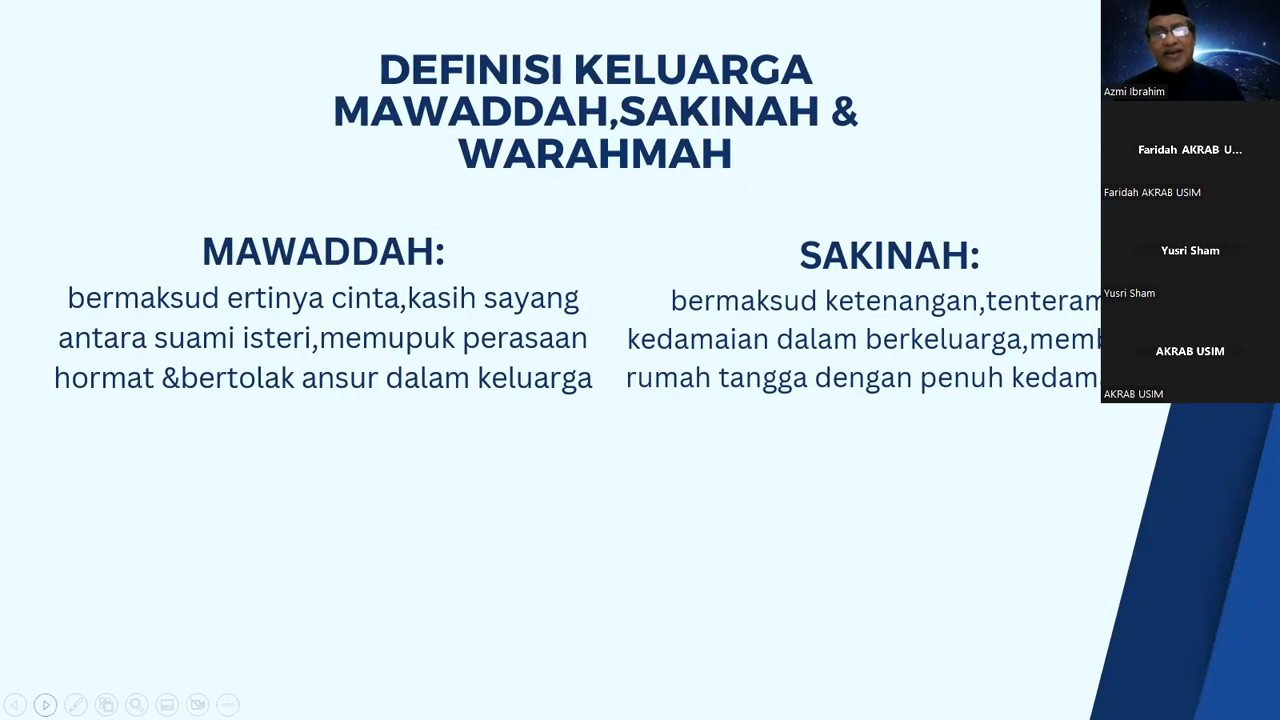 DEFINISI KELUARGA
MAWADDAH,SAKINAH &
WARAHMAH
MAWADDAH:
bermaksud ertinya cinta,kasih sayang
antara suami isteri,memupuk perasaan
hormat &bertolak ansur dalam keluarga
SAKINAH:
bermaksud ketenangan,tenteram
kedamaian dalam berkeluarga,
rumah tangga dengan penuh
Azmi Ibrahim
Faridah AKRAB U...
Faridah AKRAB USIM
Yusri Sham
Yusri Sham
AKRAB USIM
AKRAB USIM